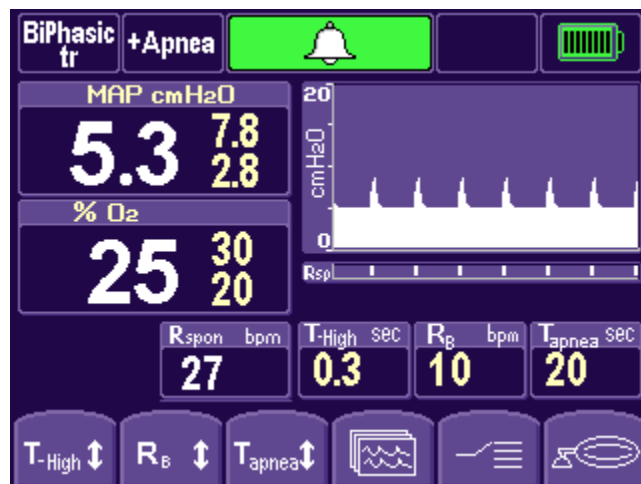 BiPhasic
tr
+Apnea
MAP cmH2O
5.3
7.8
2.8
% O2
25
30
20
20
cmH2O
0
Rsp
Rspon bpm
27
T-High sec
0.3
RB bpm
10
Tapnea sec
20
T-High
RB
Tapnea